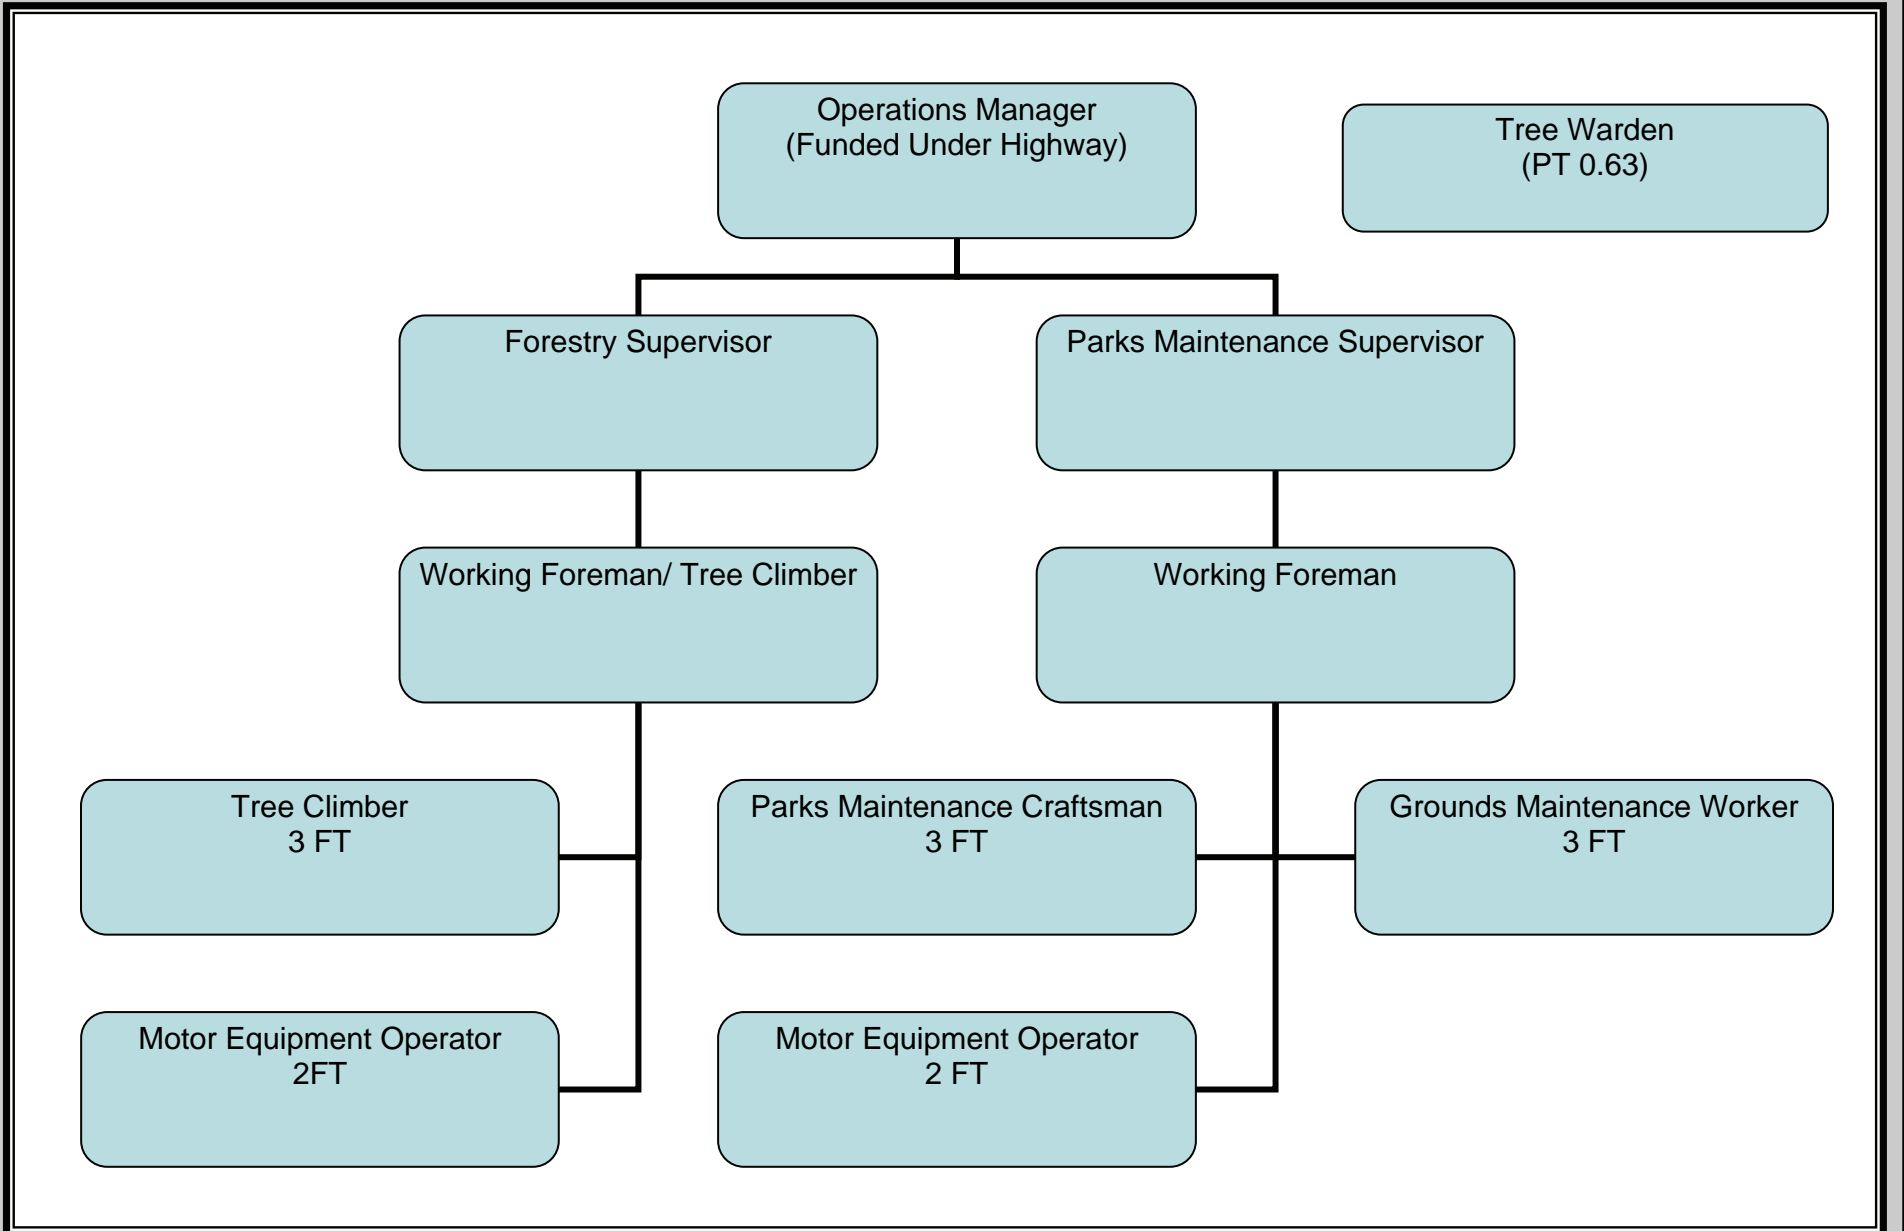 Operations Manager
(Funded Under Highway)
Tree Warden
(PT 0.63)
Forestry Supervisor
Parks Maintenance Supervisor
Working Foreman/ Tree Climber
Working Foreman
Tree Climber
3 FT
Parks Maintenance Craftsman
3 FT
Grounds Maintenance Worker
3 FT
Motor Equipment Operator
2FT
Motor Equipment Operator
2 FT